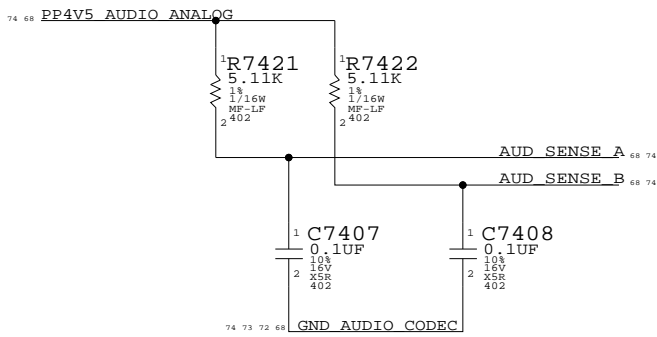 74 68 PP4V5_AUDIO_ANALOG
1 R7421
5.11K
1%
1/16W
MF-LF
402
2
1 R7422
5.11K
1%
1/16W
MF-LF
402
2
AUD_SENSE_A 68 74
AUD_SENSE_B 68 74
1 C7407
0.1UF
10%
16V
X5R
402
2
1 C7408
0.1UF
10%
16V
X5R
402
2
74 73 72 68 GND_AUDIO_CODEC